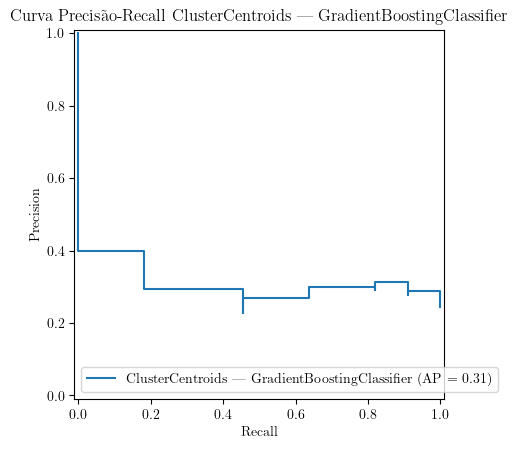 Curva Precisão-Recall ClusterCentroids — GradientBoostingClassifier
1.0
0.8
0.6
0.4
0.2
0.0
Precision
ClusterCentroids — GradientBoostingClassifier (AP = 0.31)
0.0 0.2 0.4 0.6 0.8 1.0
Recall